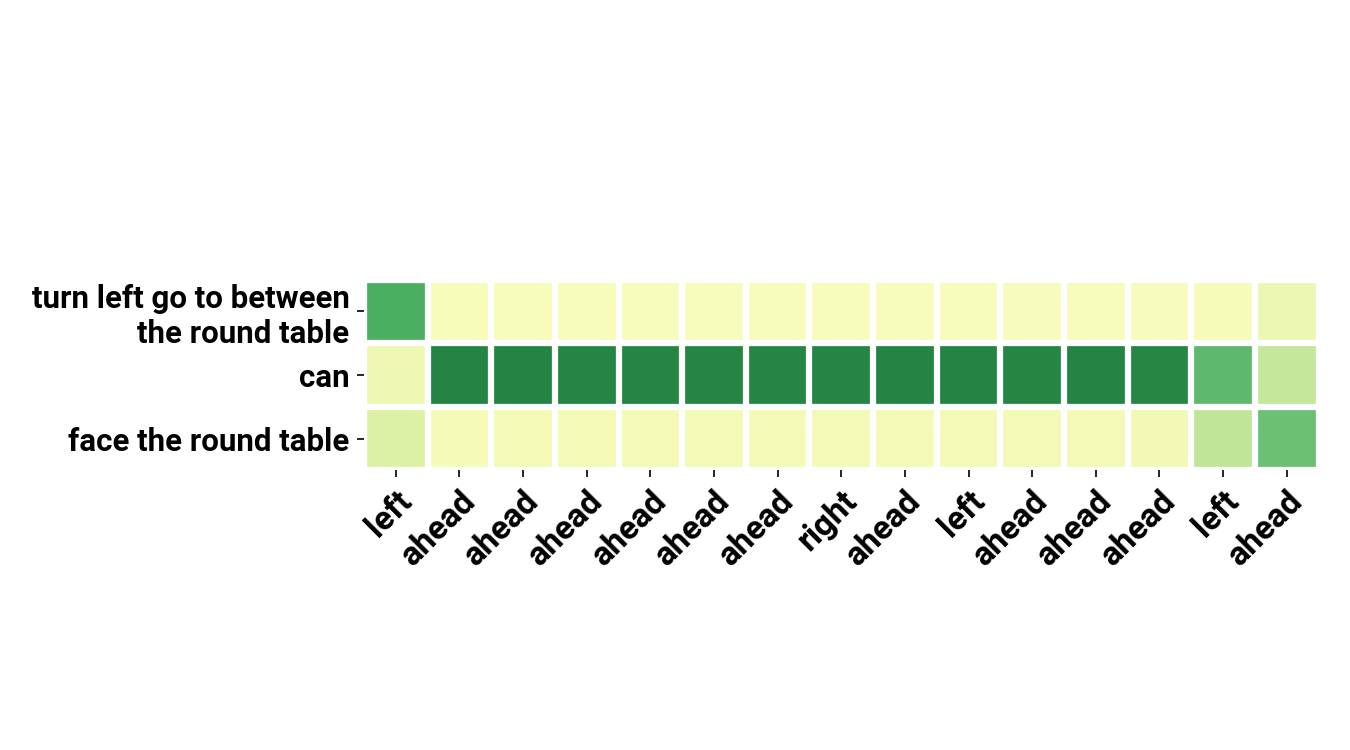 turn left go to between
the round table
can
face the round table
left
ahead
ahead
ahead
ahead
ahead
ahead
right
ahead
left
ahead
ahead
ahead
left
ahead